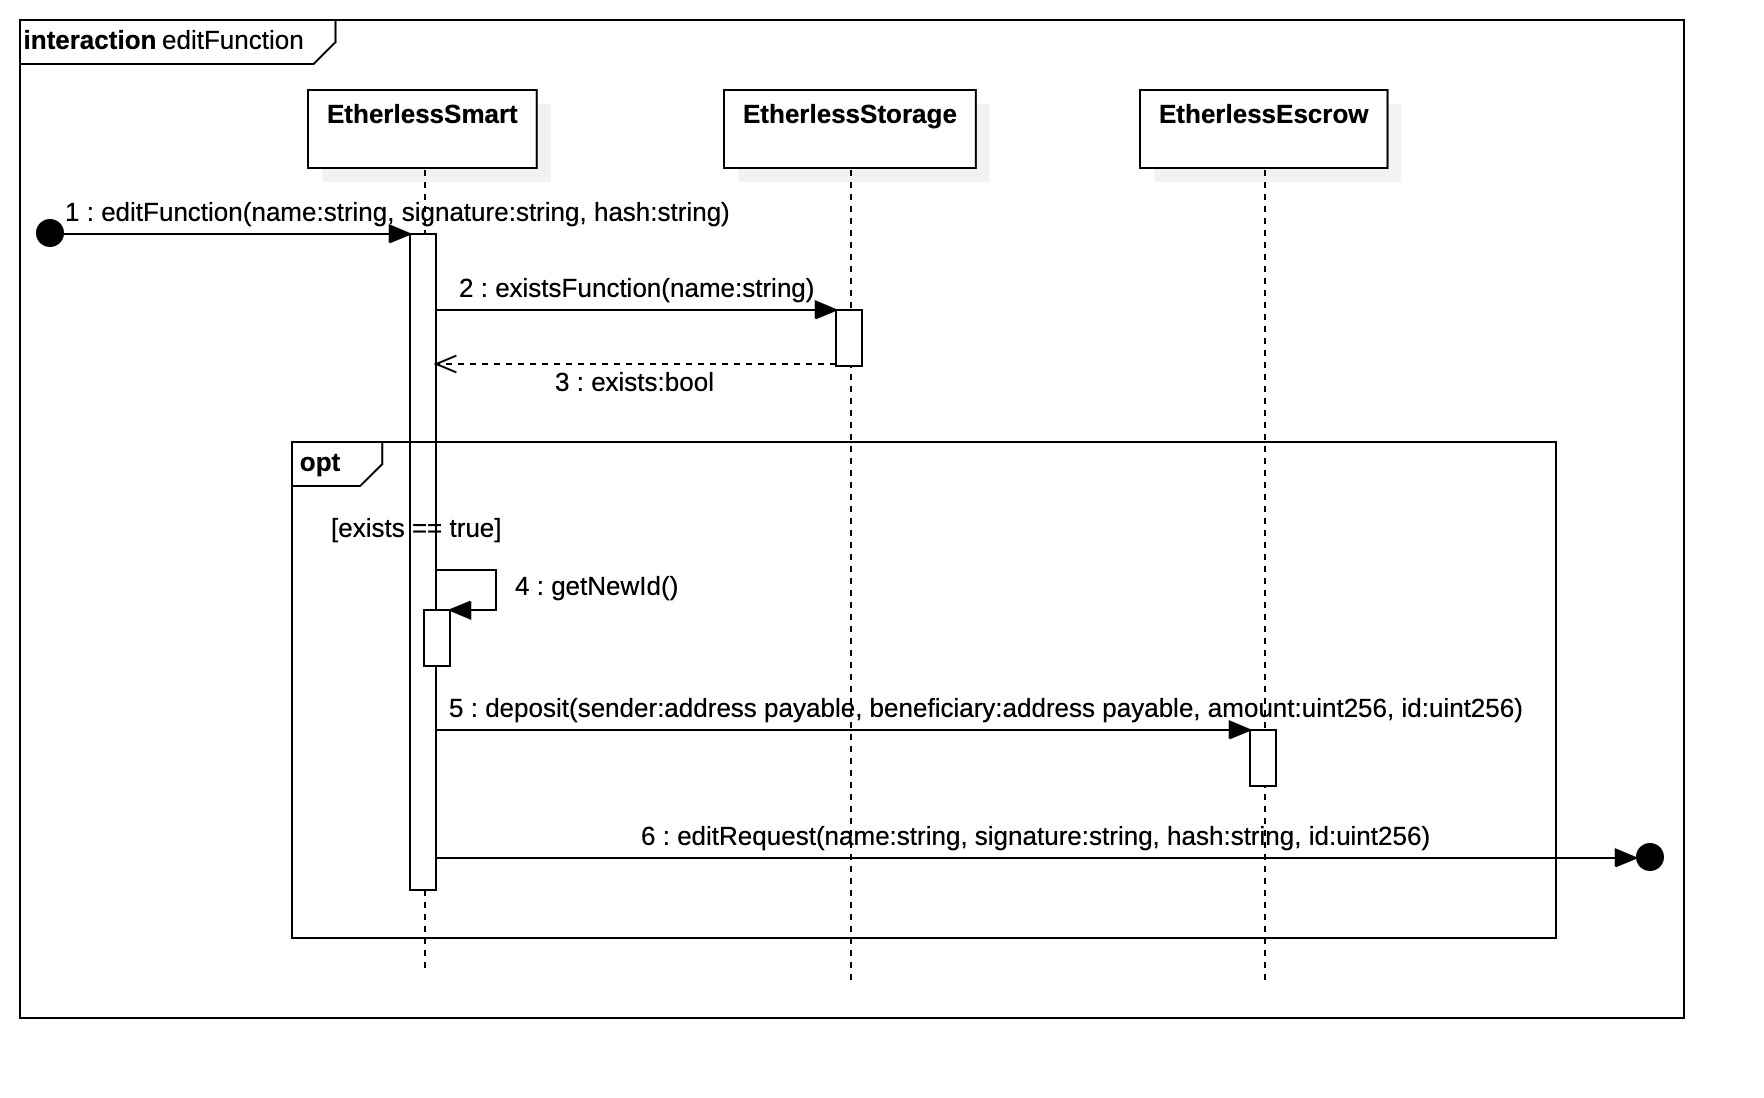 interaction editFunction
EtherlessSmart
EtherlessStorage
EtherlessEscrow
1 : editFunction(name:string, signature:string, hash:string)
2 : existsFunction(name:string)
3 : exists:bool
opt
[exists == true]
4 : getNewId()
5 : deposit(sender:address payable, beneficiary:address payable, amount:uint256, id:uint256)
6 : editRequest(name:string, signature:string, hash:string, id:uint256)